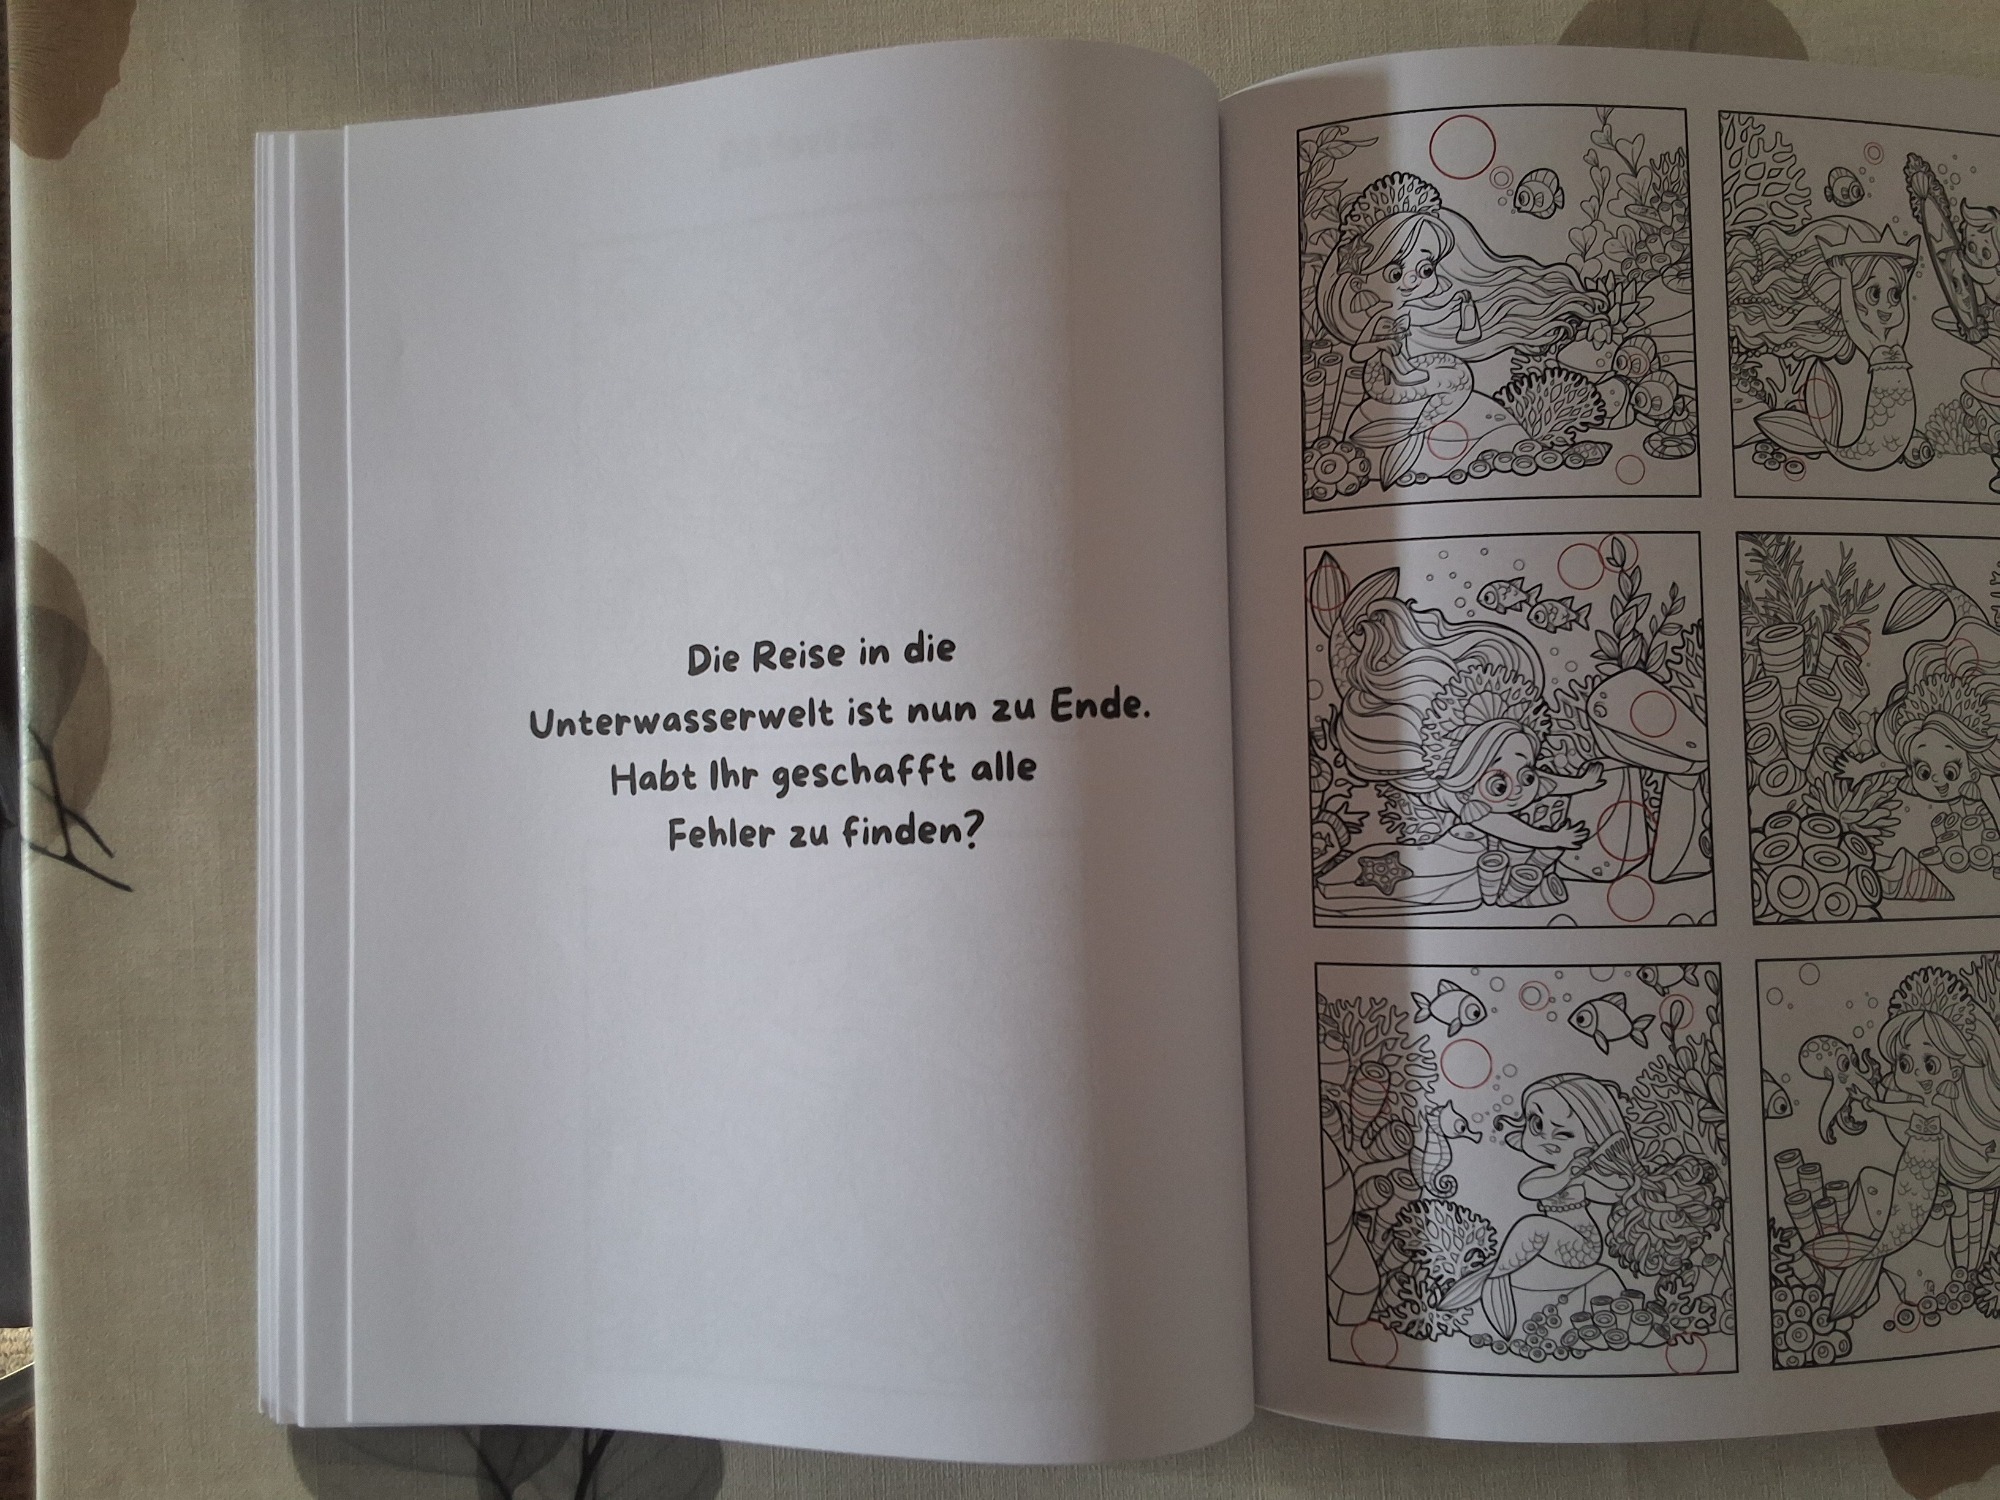 Die Reise in die
Unterwasserwelt ist nun zu Ende.
Habt Ihr geschafft alle
Fehler zu finden?